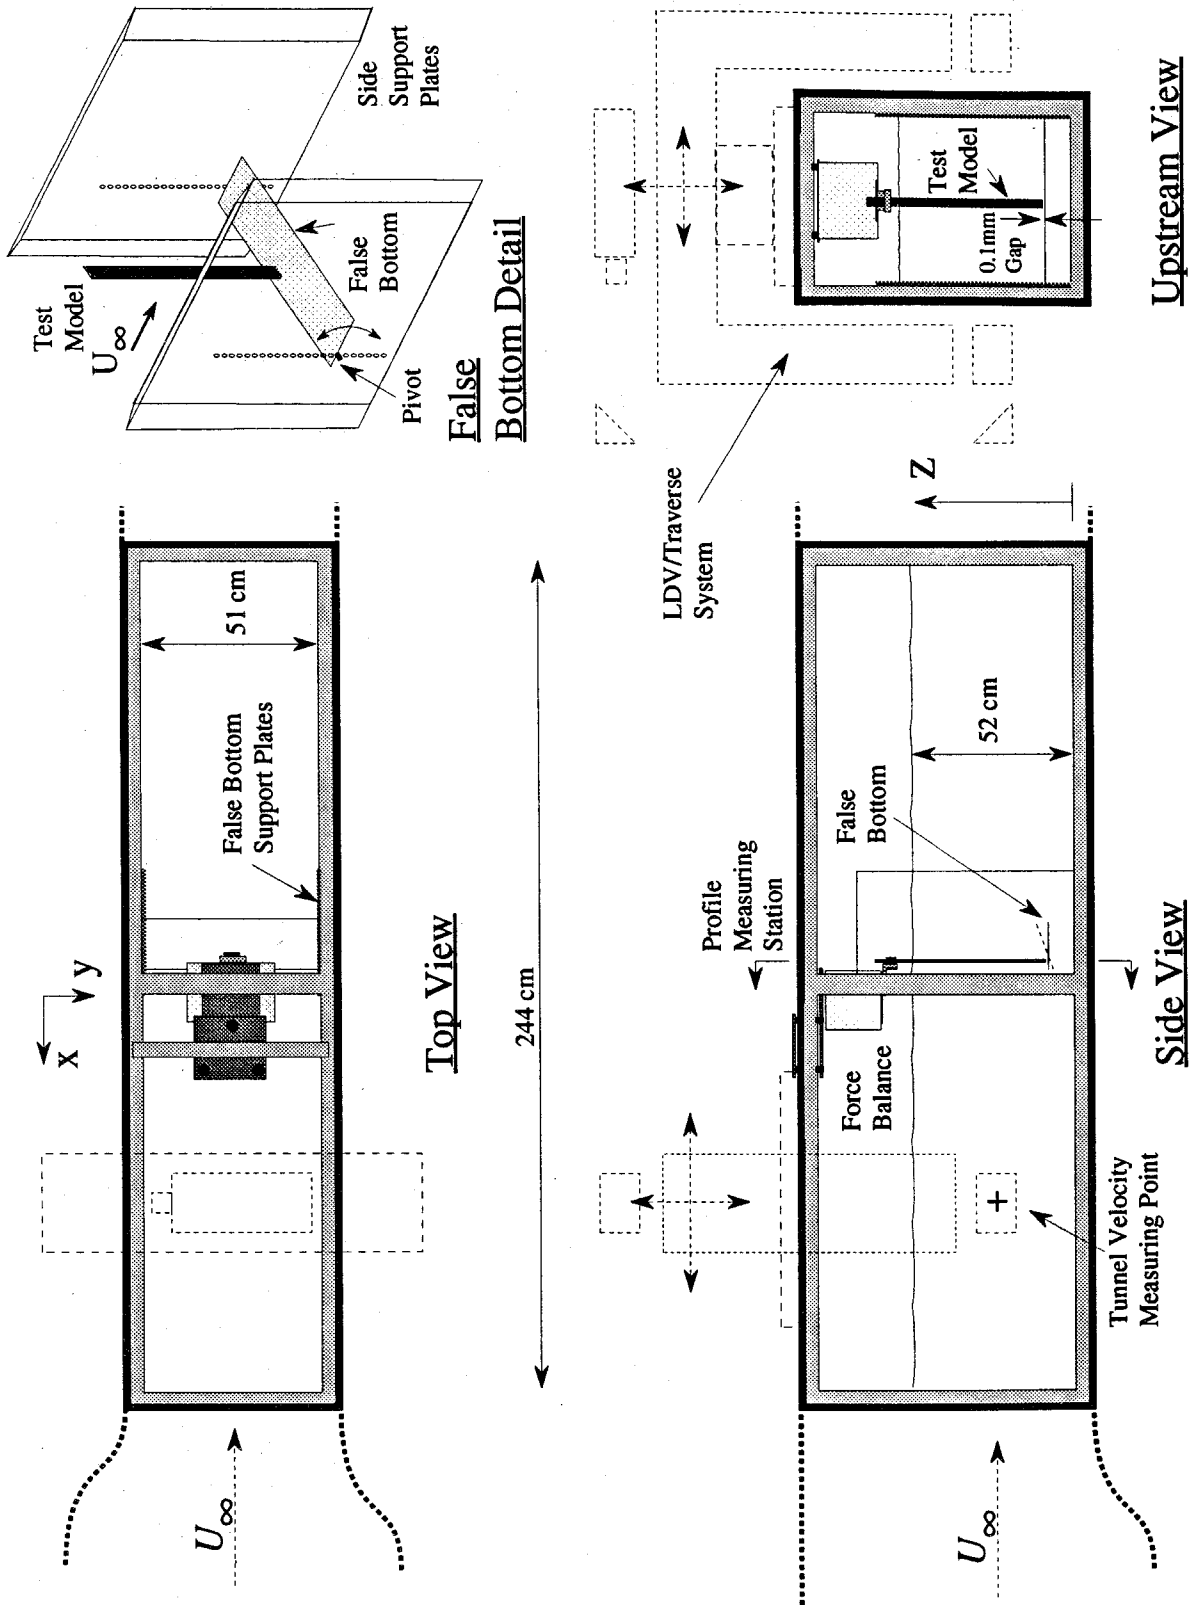 U∞
x
y
False Bottom
Support Plates
51 cm
Top View
244 cm
Test
Model
U∞
Side
Support
Plates
False
Bottom
Pivot
False
Bottom Detail
U∞
Force
Balance
Profile
Measuring
Station
False
Bottom
52 cm
Z
Tunnel Velocity
Measuring Point
Side View
LDV/Traverse
System
Test
Model
0.1mm
Gap
Upstream View